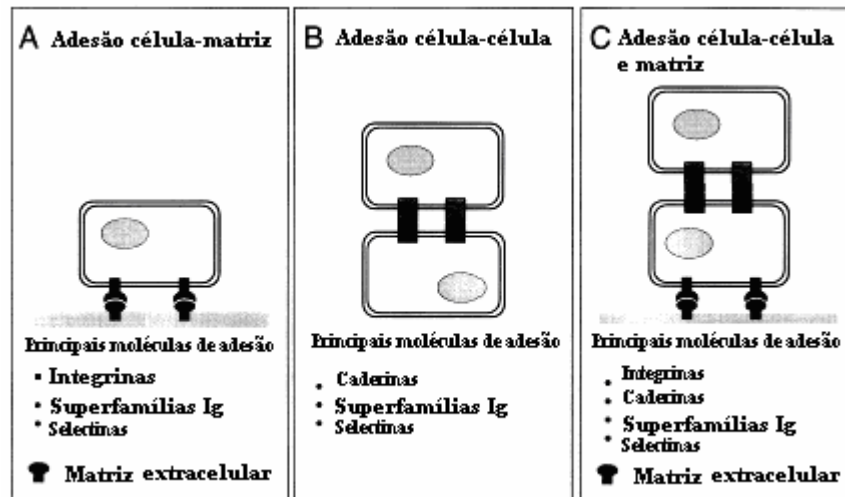 A Adesão célula-matriz
Principais moléculas de adesão
▪ Integrinas
• Superfamílias Ig
• Selectinas
Matriz extracelular
B Adesão célula-célula
Principais moléculas de adesão
• Caderinas
• Superfamílias Ig
• Selectinas
C Adesão célula-célula
e matriz
Principais moléculas de adesão
• Integrinas
• Caderinas
• Superfamílias Ig
• Selectinas
Matriz extracelular